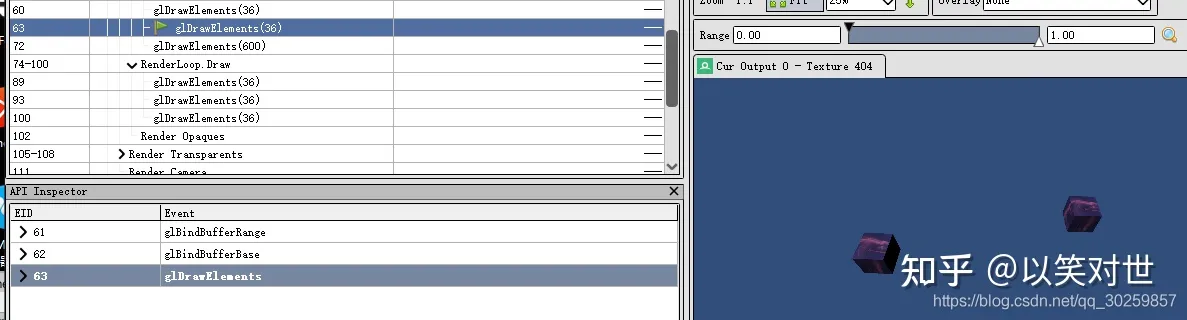 60 glDrawElements(36)
63 glDrawElements(36)
72 glDrawElements(600)
74-100 RenderLoop.Draw
89 glDrawElements(36)
93 glDrawElements(36)
100 glDrawElements(36)
102 Render Opaques
105-108 Render Transparents
111 Render Camera
API Inspector
EID Event
61 glBindBufferRange
62 glBindBufferBase
63 glDrawElements
Zoom 1:1 Fit 25% Overlay None
Range 0.00 1.00
Cur Output 0 - Texture 404
知乎 @以笑对世
https://blog.csdn.net/qq_30259857